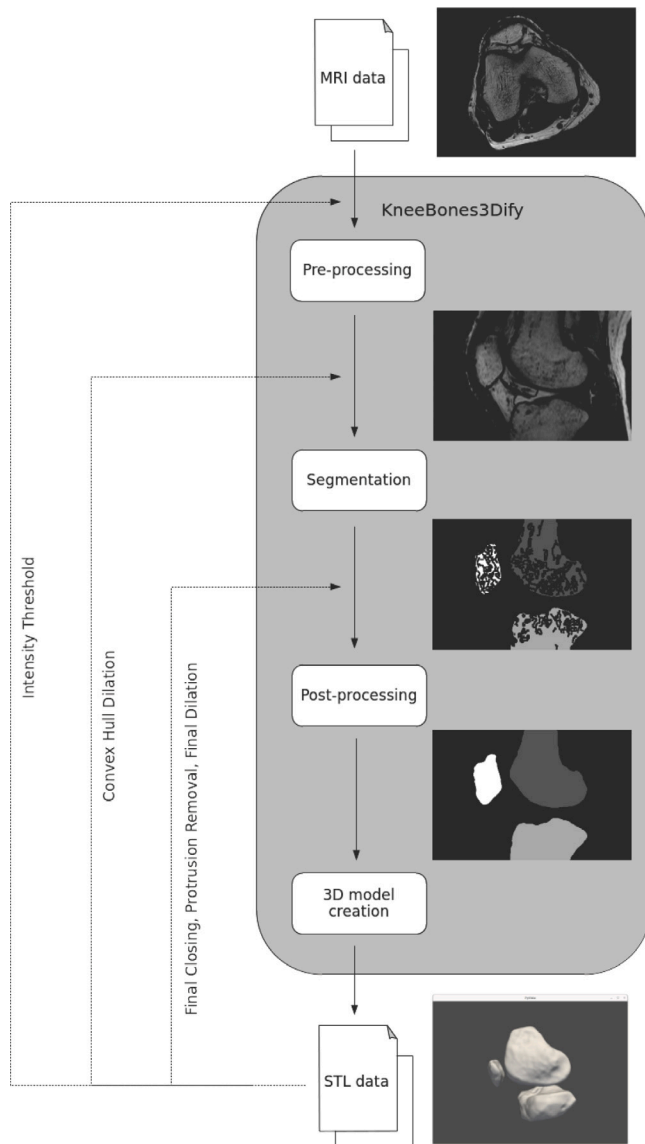 MRI data
KneeBones3Dify
Pre-processing
Segmentation
Post-processing
3D model
creation
STL data
Intensity Threshold
Convex Hull Dilation
Final Closing, Protrusion Removal, Final Dilation